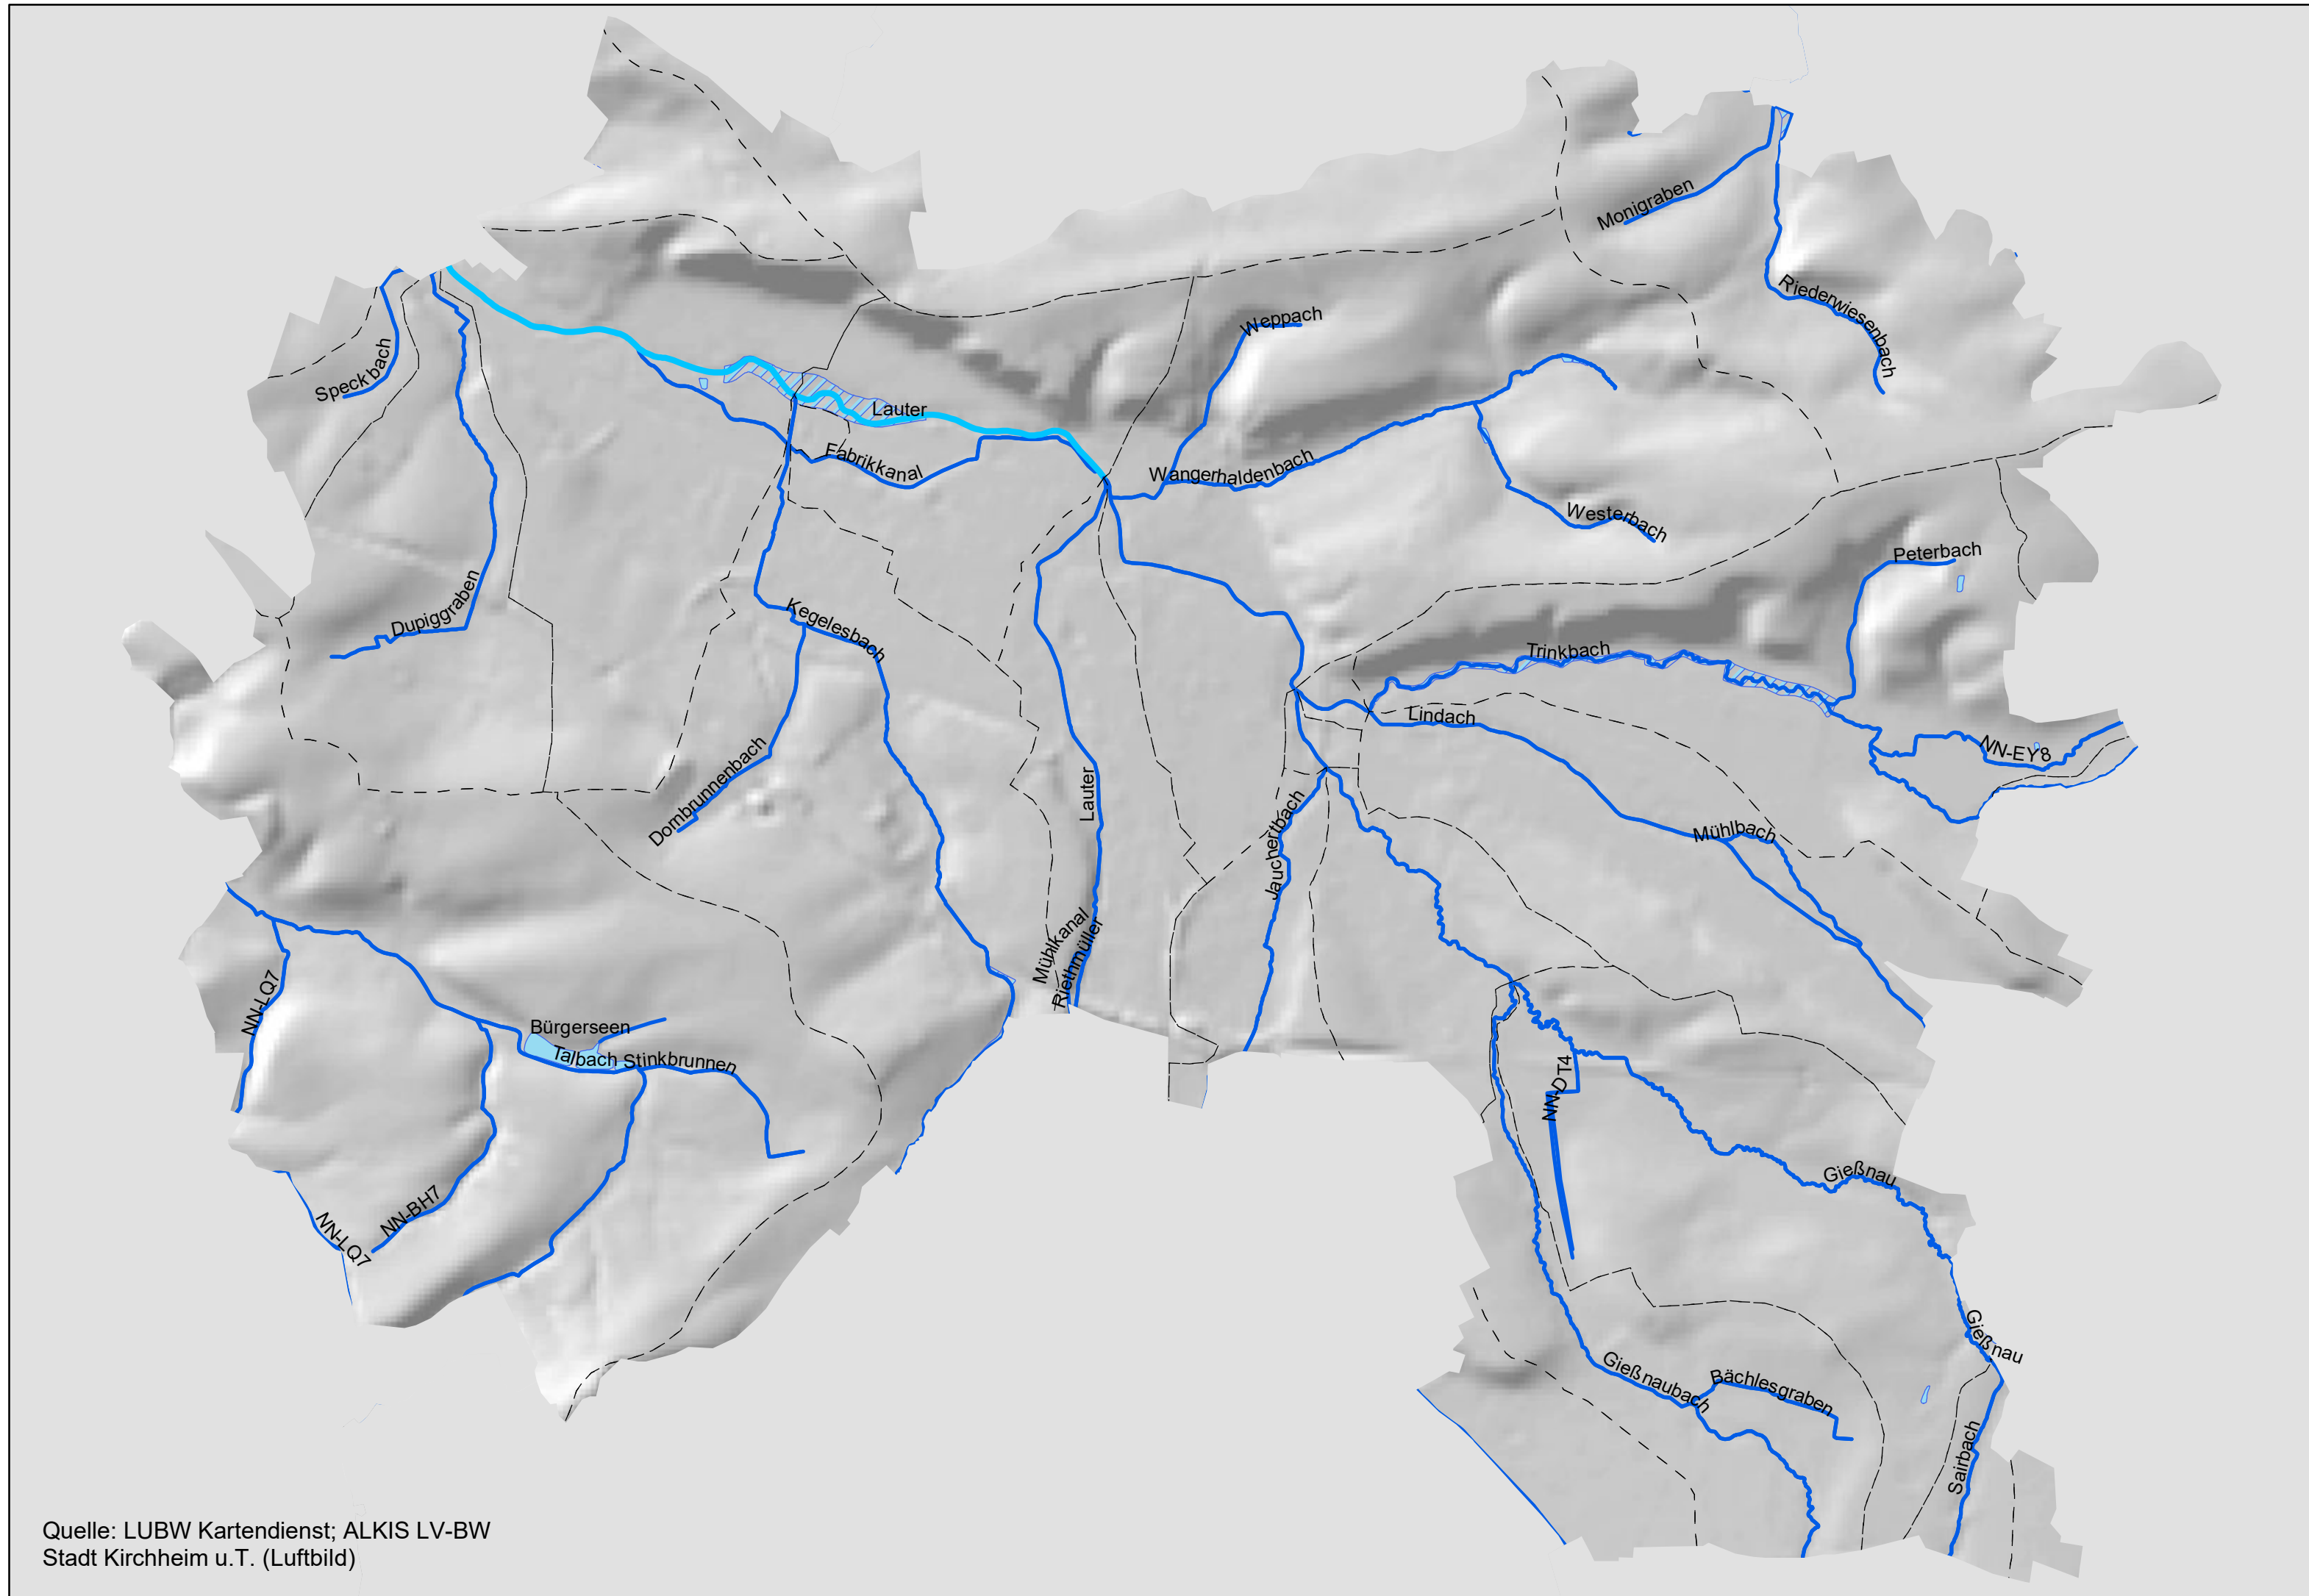 Monigraben
Riederwiesenbach
Weppach
Speckbach
Lauter
Fabrikkanal
Wangerhaldenbach
Westerbach
Peterbach
Dupiggraben
Kegelesbach
Trinkbach
Lindach
NN-EY8
Dombrunnenbach
Lauter
Jauchertbach
Mühlbach
Mühlkanal
Riethmüller
NN-LQ7
Bürgerseen
Talbach Stinkbrunnen
NN-DT4
Gießnau
NN-BH7
NN-LQ7
Gießnau
Gießnaubach
Bächlesgraben
Sairbach
Quelle: LUBW Kartendienst; ALKIS LV-BW
Stadt Kirchheim u.T. (Luftbild)